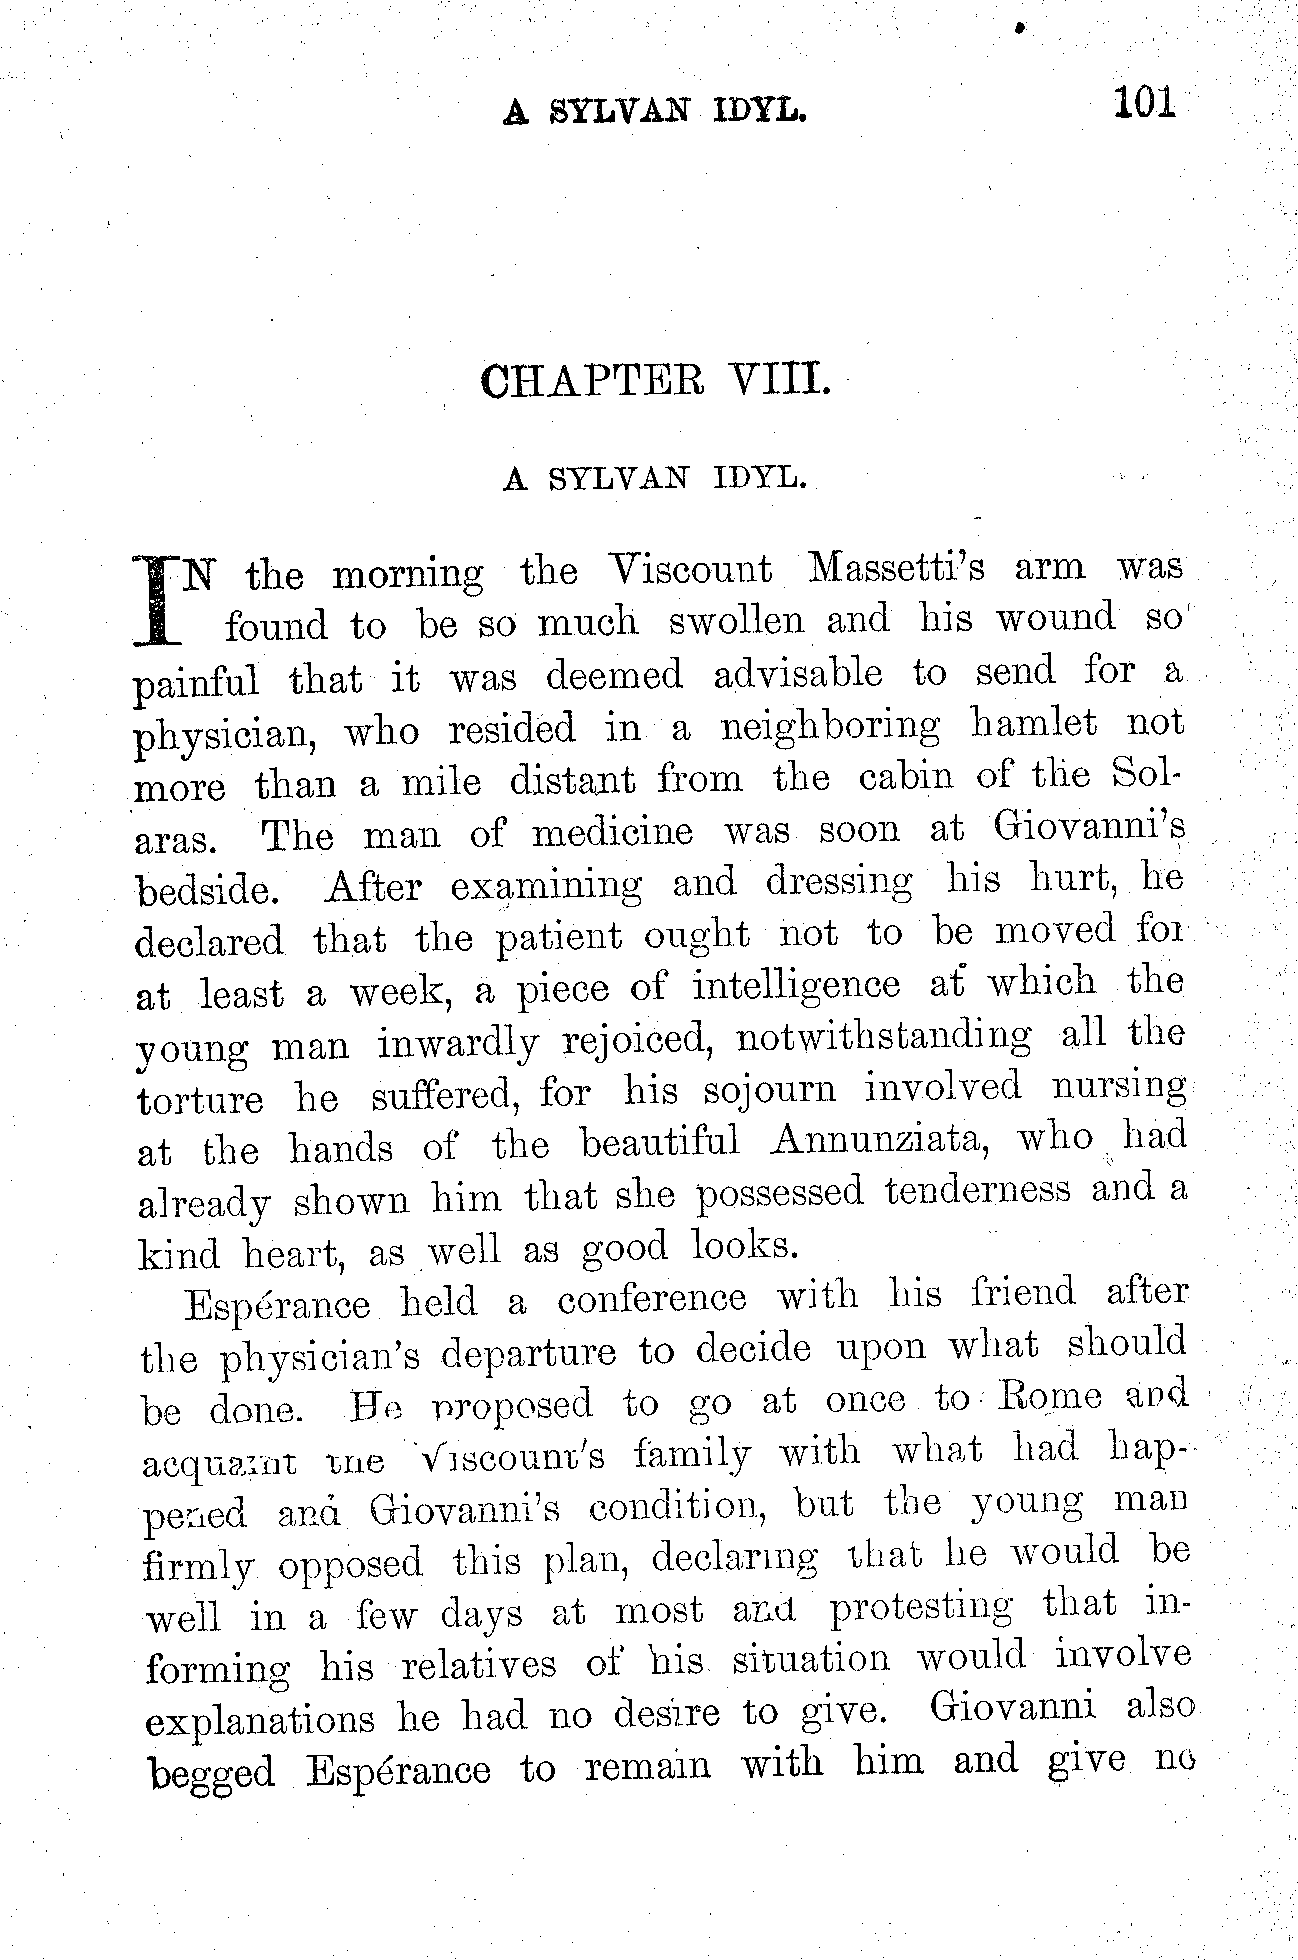 A SYLVAN IDYL. 101
CHAPTER VIII.
A SYLVAN IDYL.
IN the morning the Viscount Massetti's arm was
found to be so much swollen and his wound so
painful that it was deemed advisable to send for a
physician, who resided in a neighboring hamlet not
more than a mile distant from the cabin of the Sol-
aras. The man of medicine was soon at Giovanni's
bedside. After examining and dressing his hurt, he
declared that the patient ought not to be moved for
at least a week, a piece of intelligence at which the
young man inwardly rejoiced, notwithstanding all the
torture he suffered, for his sojourn involved nursing
at the hands of the beautiful Annunziata, who had
already shown him that she possessed tenderness and a
kind heart, as well as good looks.
Espérance held a conference with his friend after
the physician's departure to decide upon what should
be done. He proposed to go at once to Rome and
acquaint the Viscount's family with what had hap-
pened and Giovanni's condition, but the young man
firmly opposed this plan, declaring that he would be
well in a few days at most and protesting that in-
forming his relatives of his situation would involve
explanations he had no desire to give. Giovanni also
begged Espérance to remain with him and give no